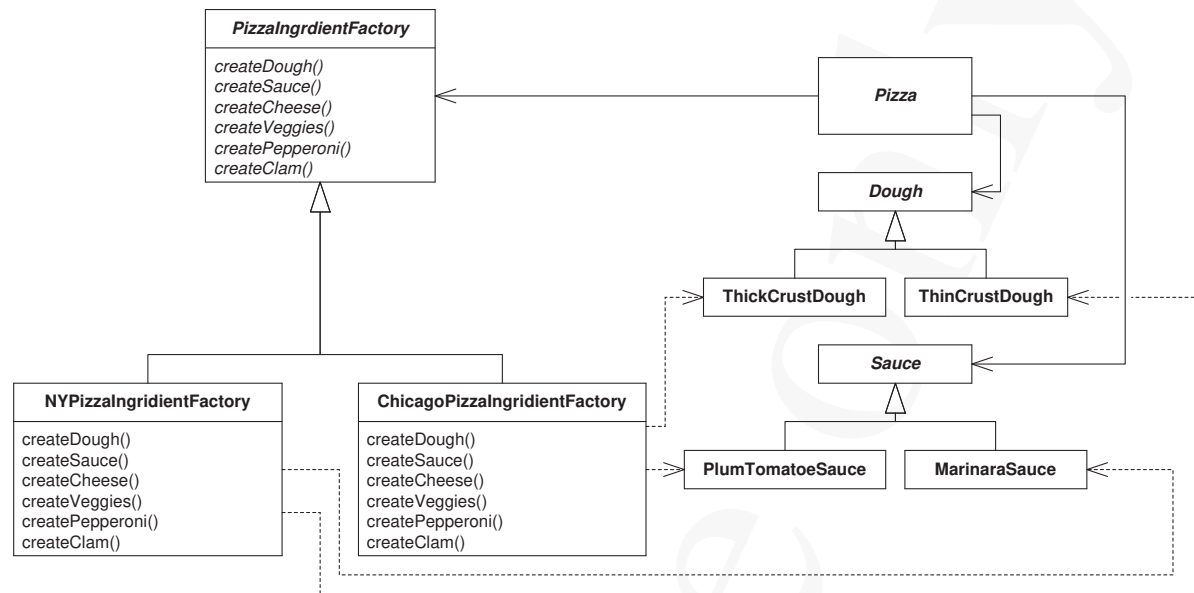 PizzaIngrdientFactory
createDough()
createSauce()
createCheese()
createVeggies()
createPepperoni()
createClam()
Pizza
Dough
ThickCrustDough
ThinCrustDough
Sauce
PlumTomatoeSauce
MarinaraSauce
NYPizzaIngridientFactory
createDough()
createSauce()
createCheese()
createVeggies()
createPepperoni()
createClam()
ChicagoPizzaIngridientFactory
createDough()
createSauce()
createCheese()
createVeggies()
createPepperoni()
createClam()